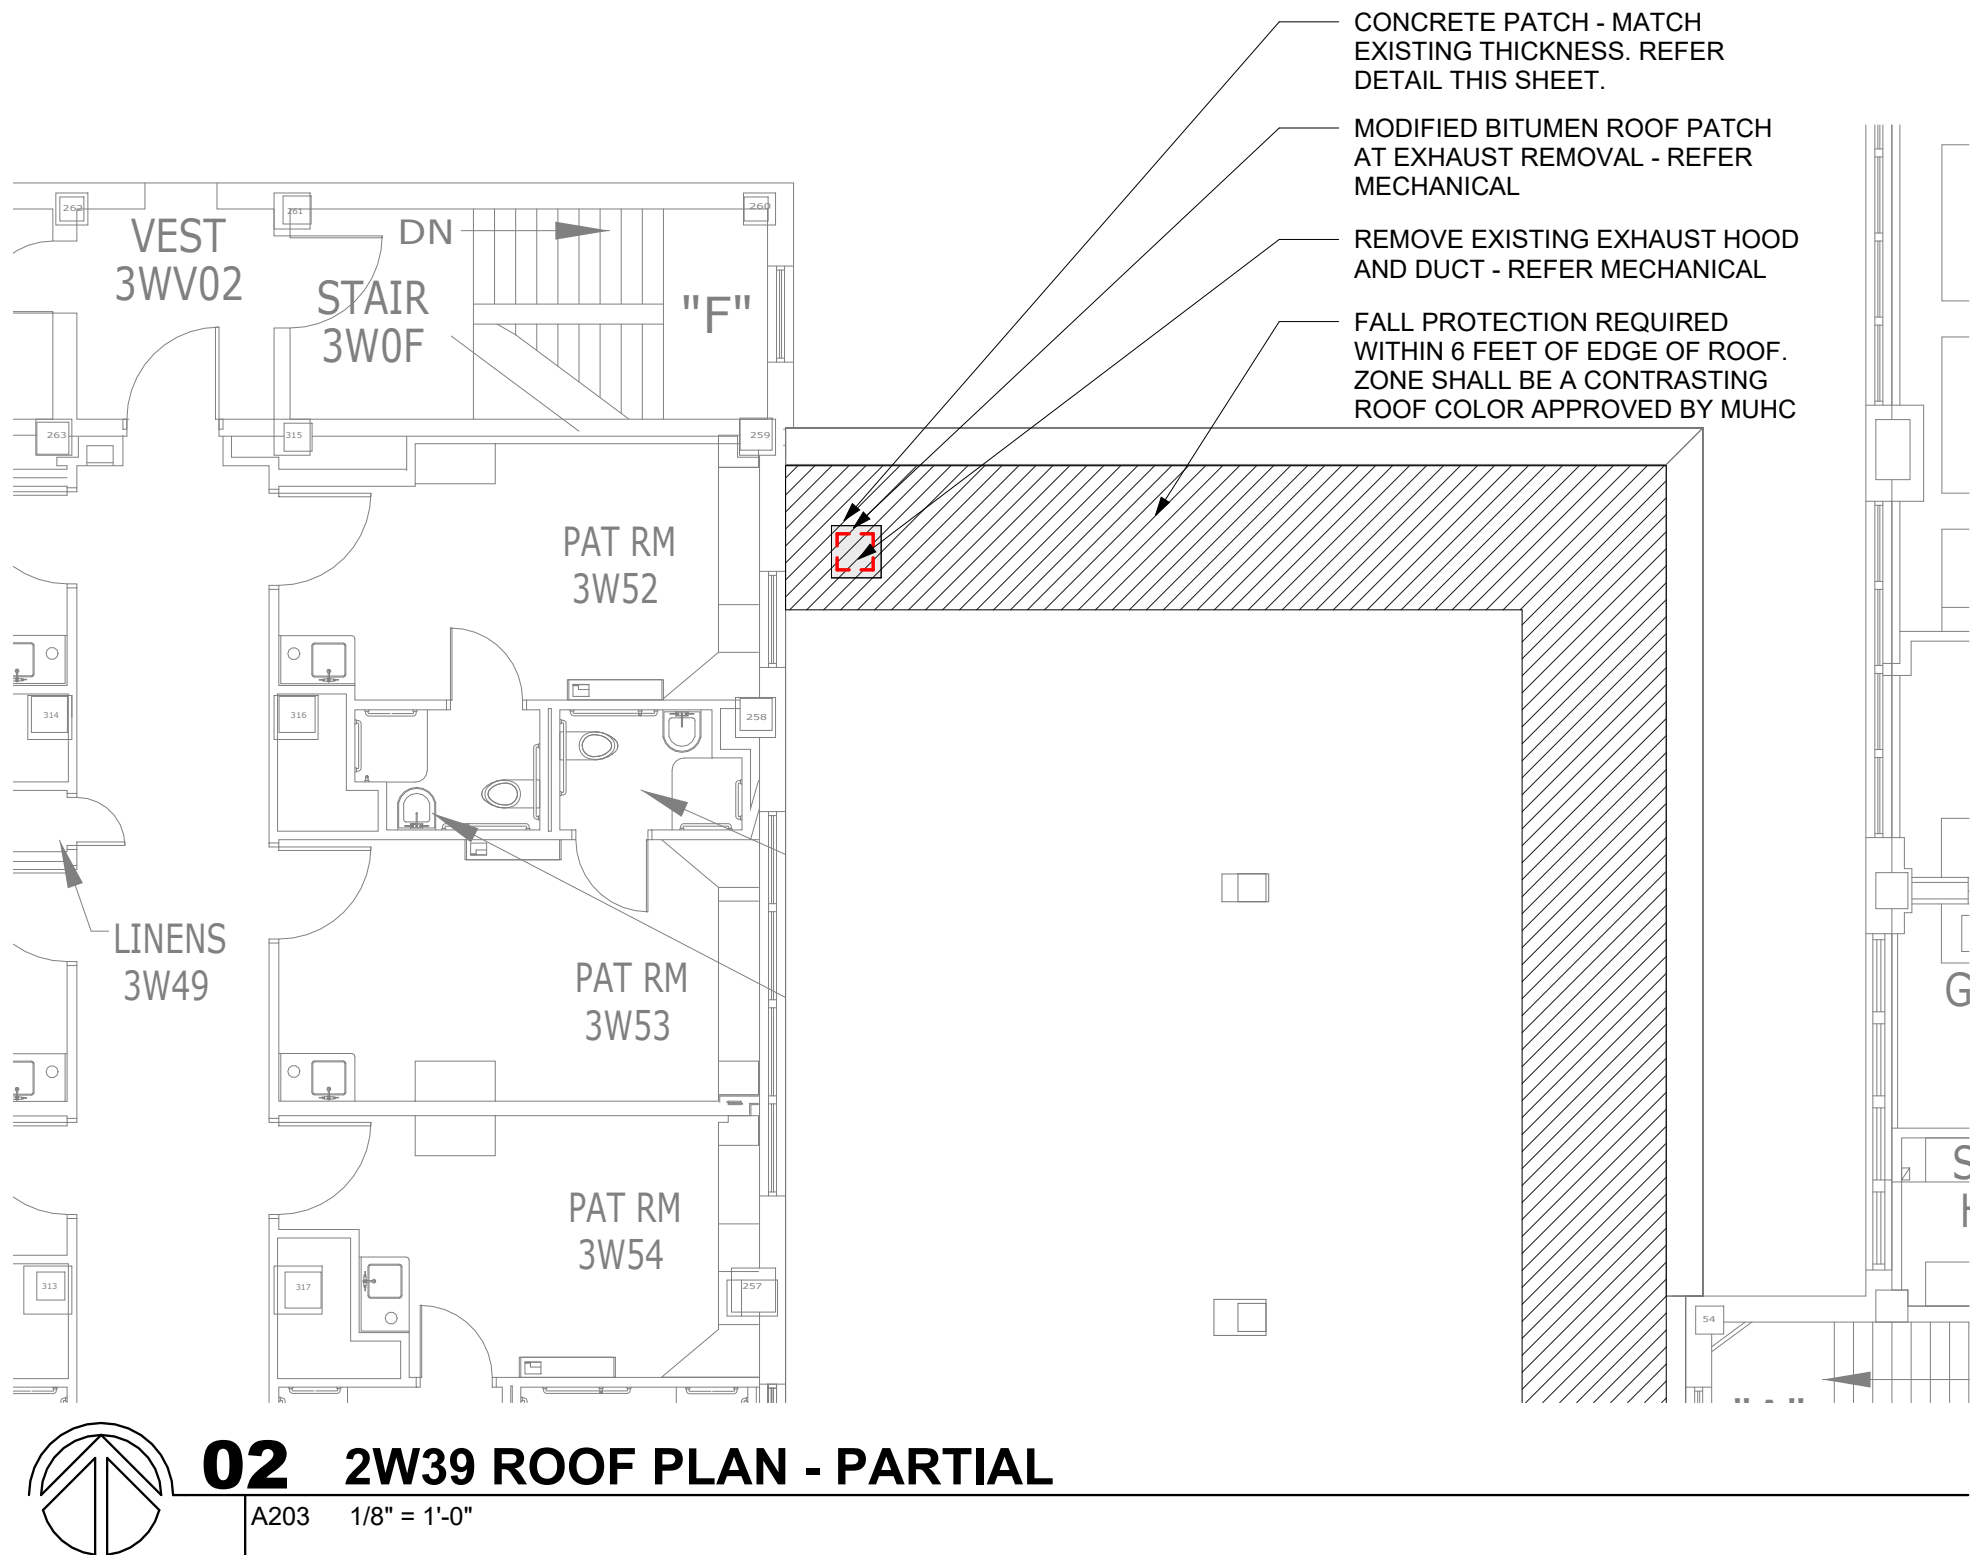 CONCRETE PATCH - MATCH
EXISTING THICKNESS. REFER
DETAIL THIS SHEET.
MODIFIED BITUMEN ROOF PATCH
AT EXHAUST REMOVAL - REFER
MECHANICAL
REMOVE EXISTING EXHAUST HOOD
AND DUCT - REFER MECHANICAL
FALL PROTECTION REQUIRED
WITHIN 6 FEET OF EDGE OF ROOF.
ZONE SHALL BE A CONTRASTING
ROOF COLOR APPROVED BY MUHC
262
261
260
VEST
3WV02
DN
STAIR
3W0F
"F"
263
315
259
PAT RM
3W52
314
316
258
LINENS
3W49
PAT RM
3W53
G
S
PAT RM
3W54
313
317
257
54
02 2W39 ROOF PLAN - PARTIAL
A203 1/8" = 1'-0"